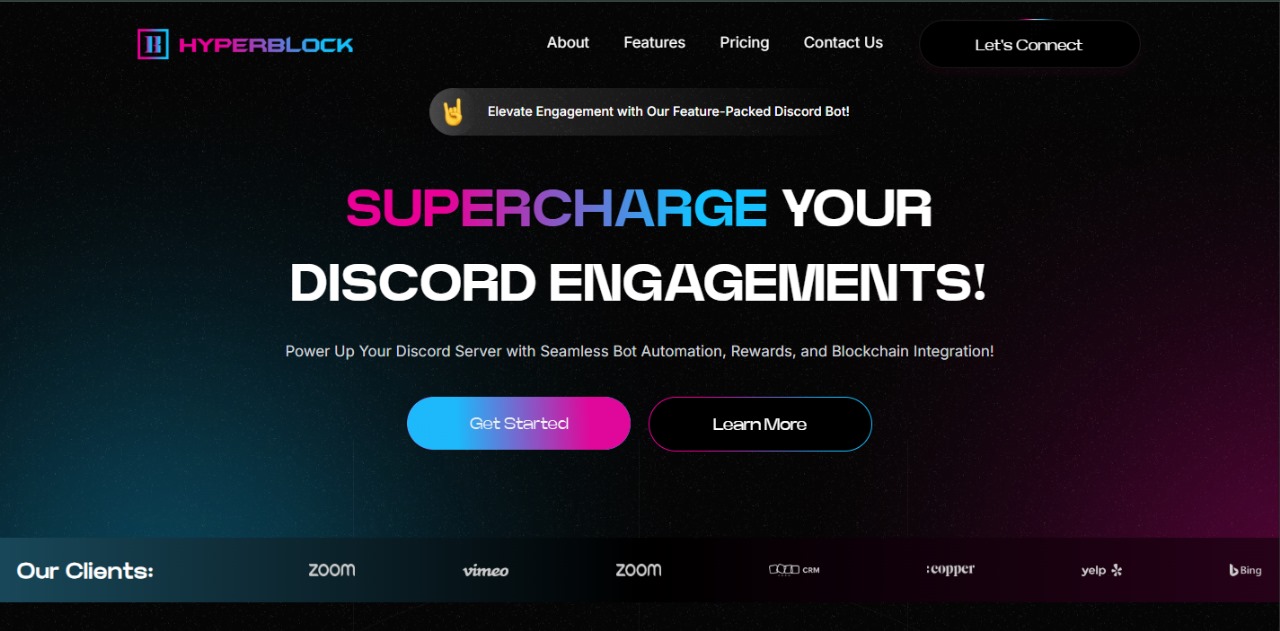 HYPERBLOCK
About
Features
Pricing
Contact Us
Let's Connect
Elevate Engagement with Our Feature-Packed Discord Bot!
SUPERCHARGE YOUR
DISCORD ENGAGEMENTS!
Power Up Your Discord Server with Seamless Bot Automation, Rewards, and Blockchain Integration!
Get Started
Learn More
Our Clients:
zoom
vimeo
zoom
CRM
:copper
yelp
Bing